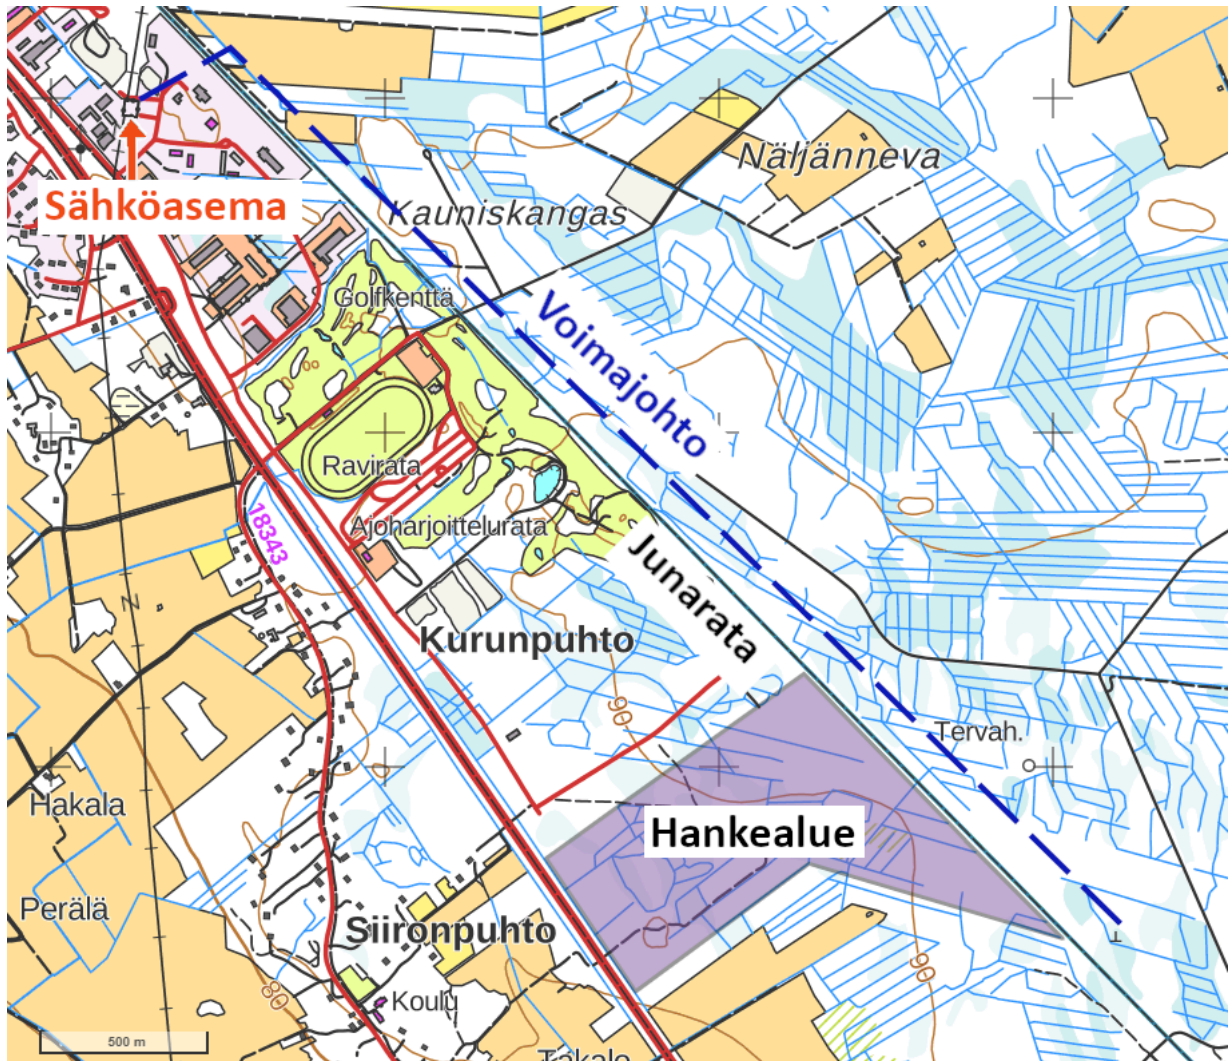 Näljänneva
Sähköasema
Kauniskangas
Golfkenttä
Voimajohto
Ravirata
18343
Ajoharjoittelurata
Junarata
N
Kurunpuhto
90
Tervah.
Hakala
Hankealue
Perälä
Siironpuhto
90
80
Koulu
500 m
Takalo